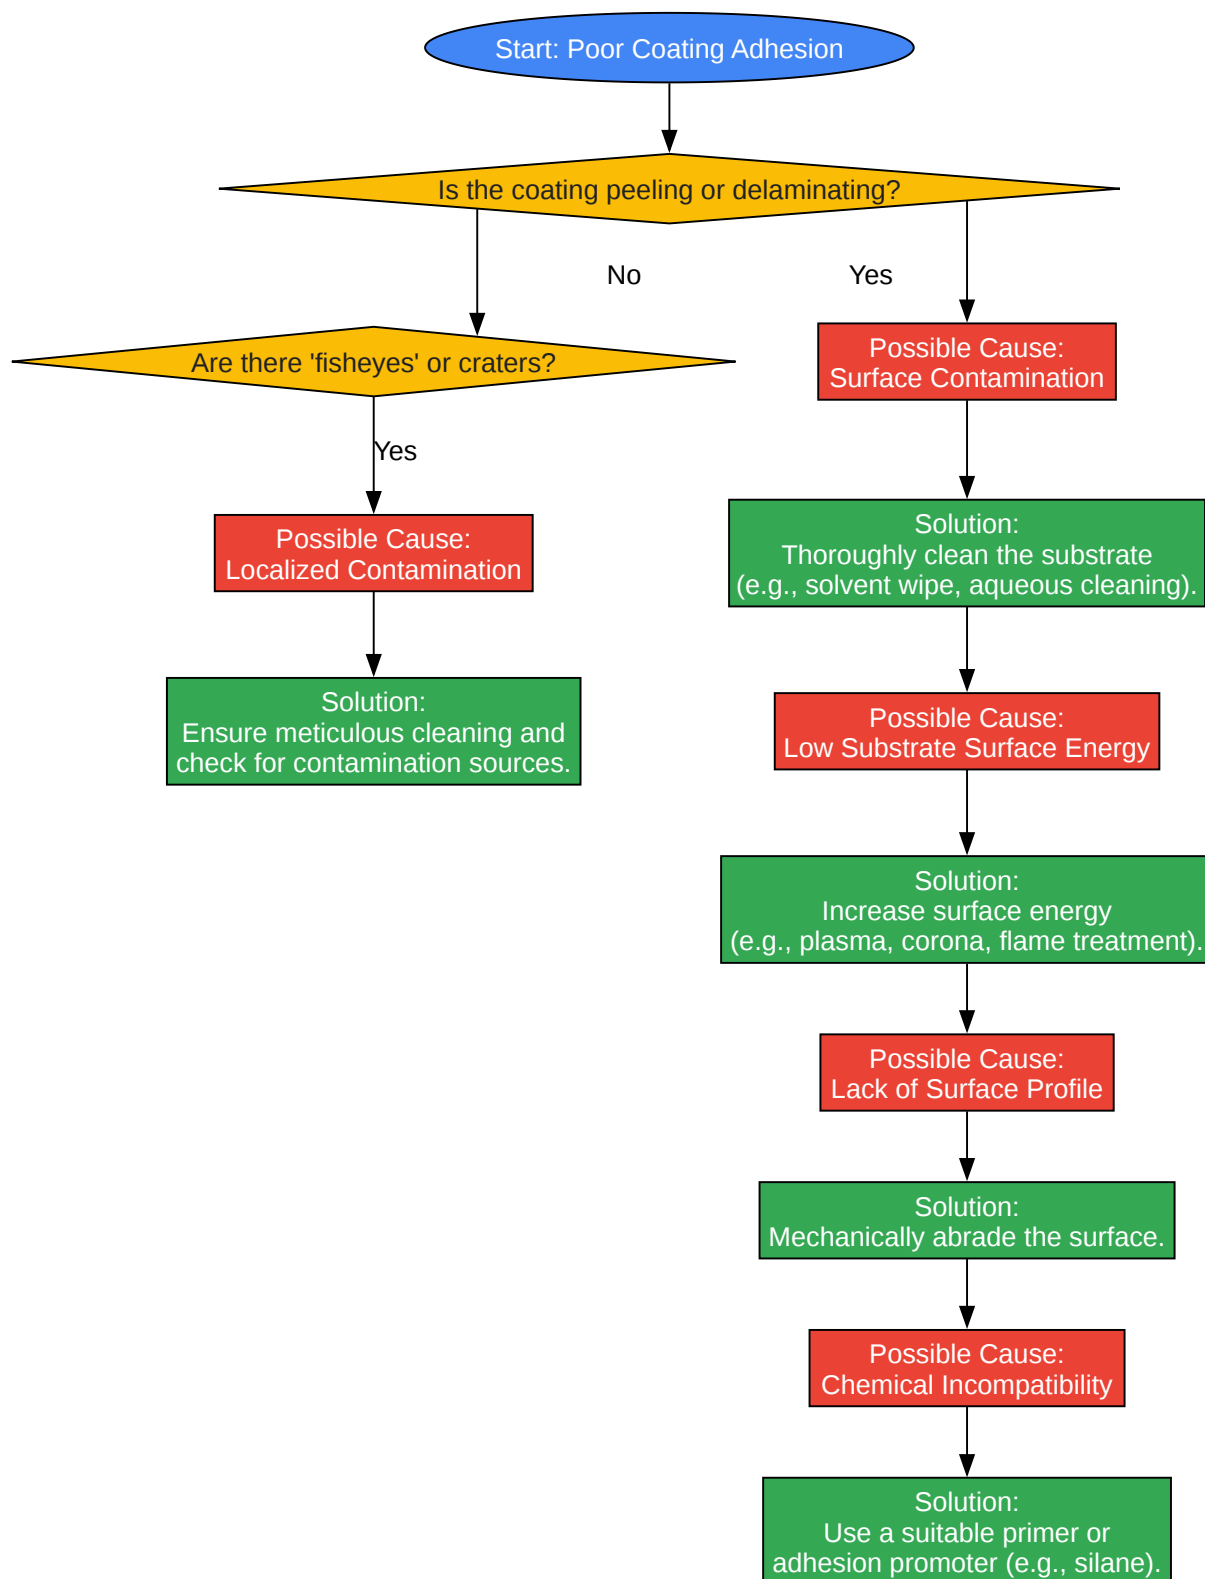 Start: Poor Coating Adhesion
Is the coating peeling or delaminating?
No
Yes
Are there 'fisheyes' or craters?
Yes
Possible Cause:
Localized Contamination
Solution:
Ensure meticulous cleaning and
check for contamination sources.
Possible Cause:
Surface Contamination
Solution:
Thoroughly clean the substrate
(e.g., solvent wipe, aqueous cleaning).
Possible Cause:
Low Substrate Surface Energy
Solution:
Increase surface energy
(e.g., plasma, corona, flame treatment).
Possible Cause:
Lack of Surface Profile
Solution:
Mechanically abrade the surface.
Possible Cause:
Chemical Incompatibility
Solution:
Use a suitable primer or
adhesion promoter (e.g., silane).